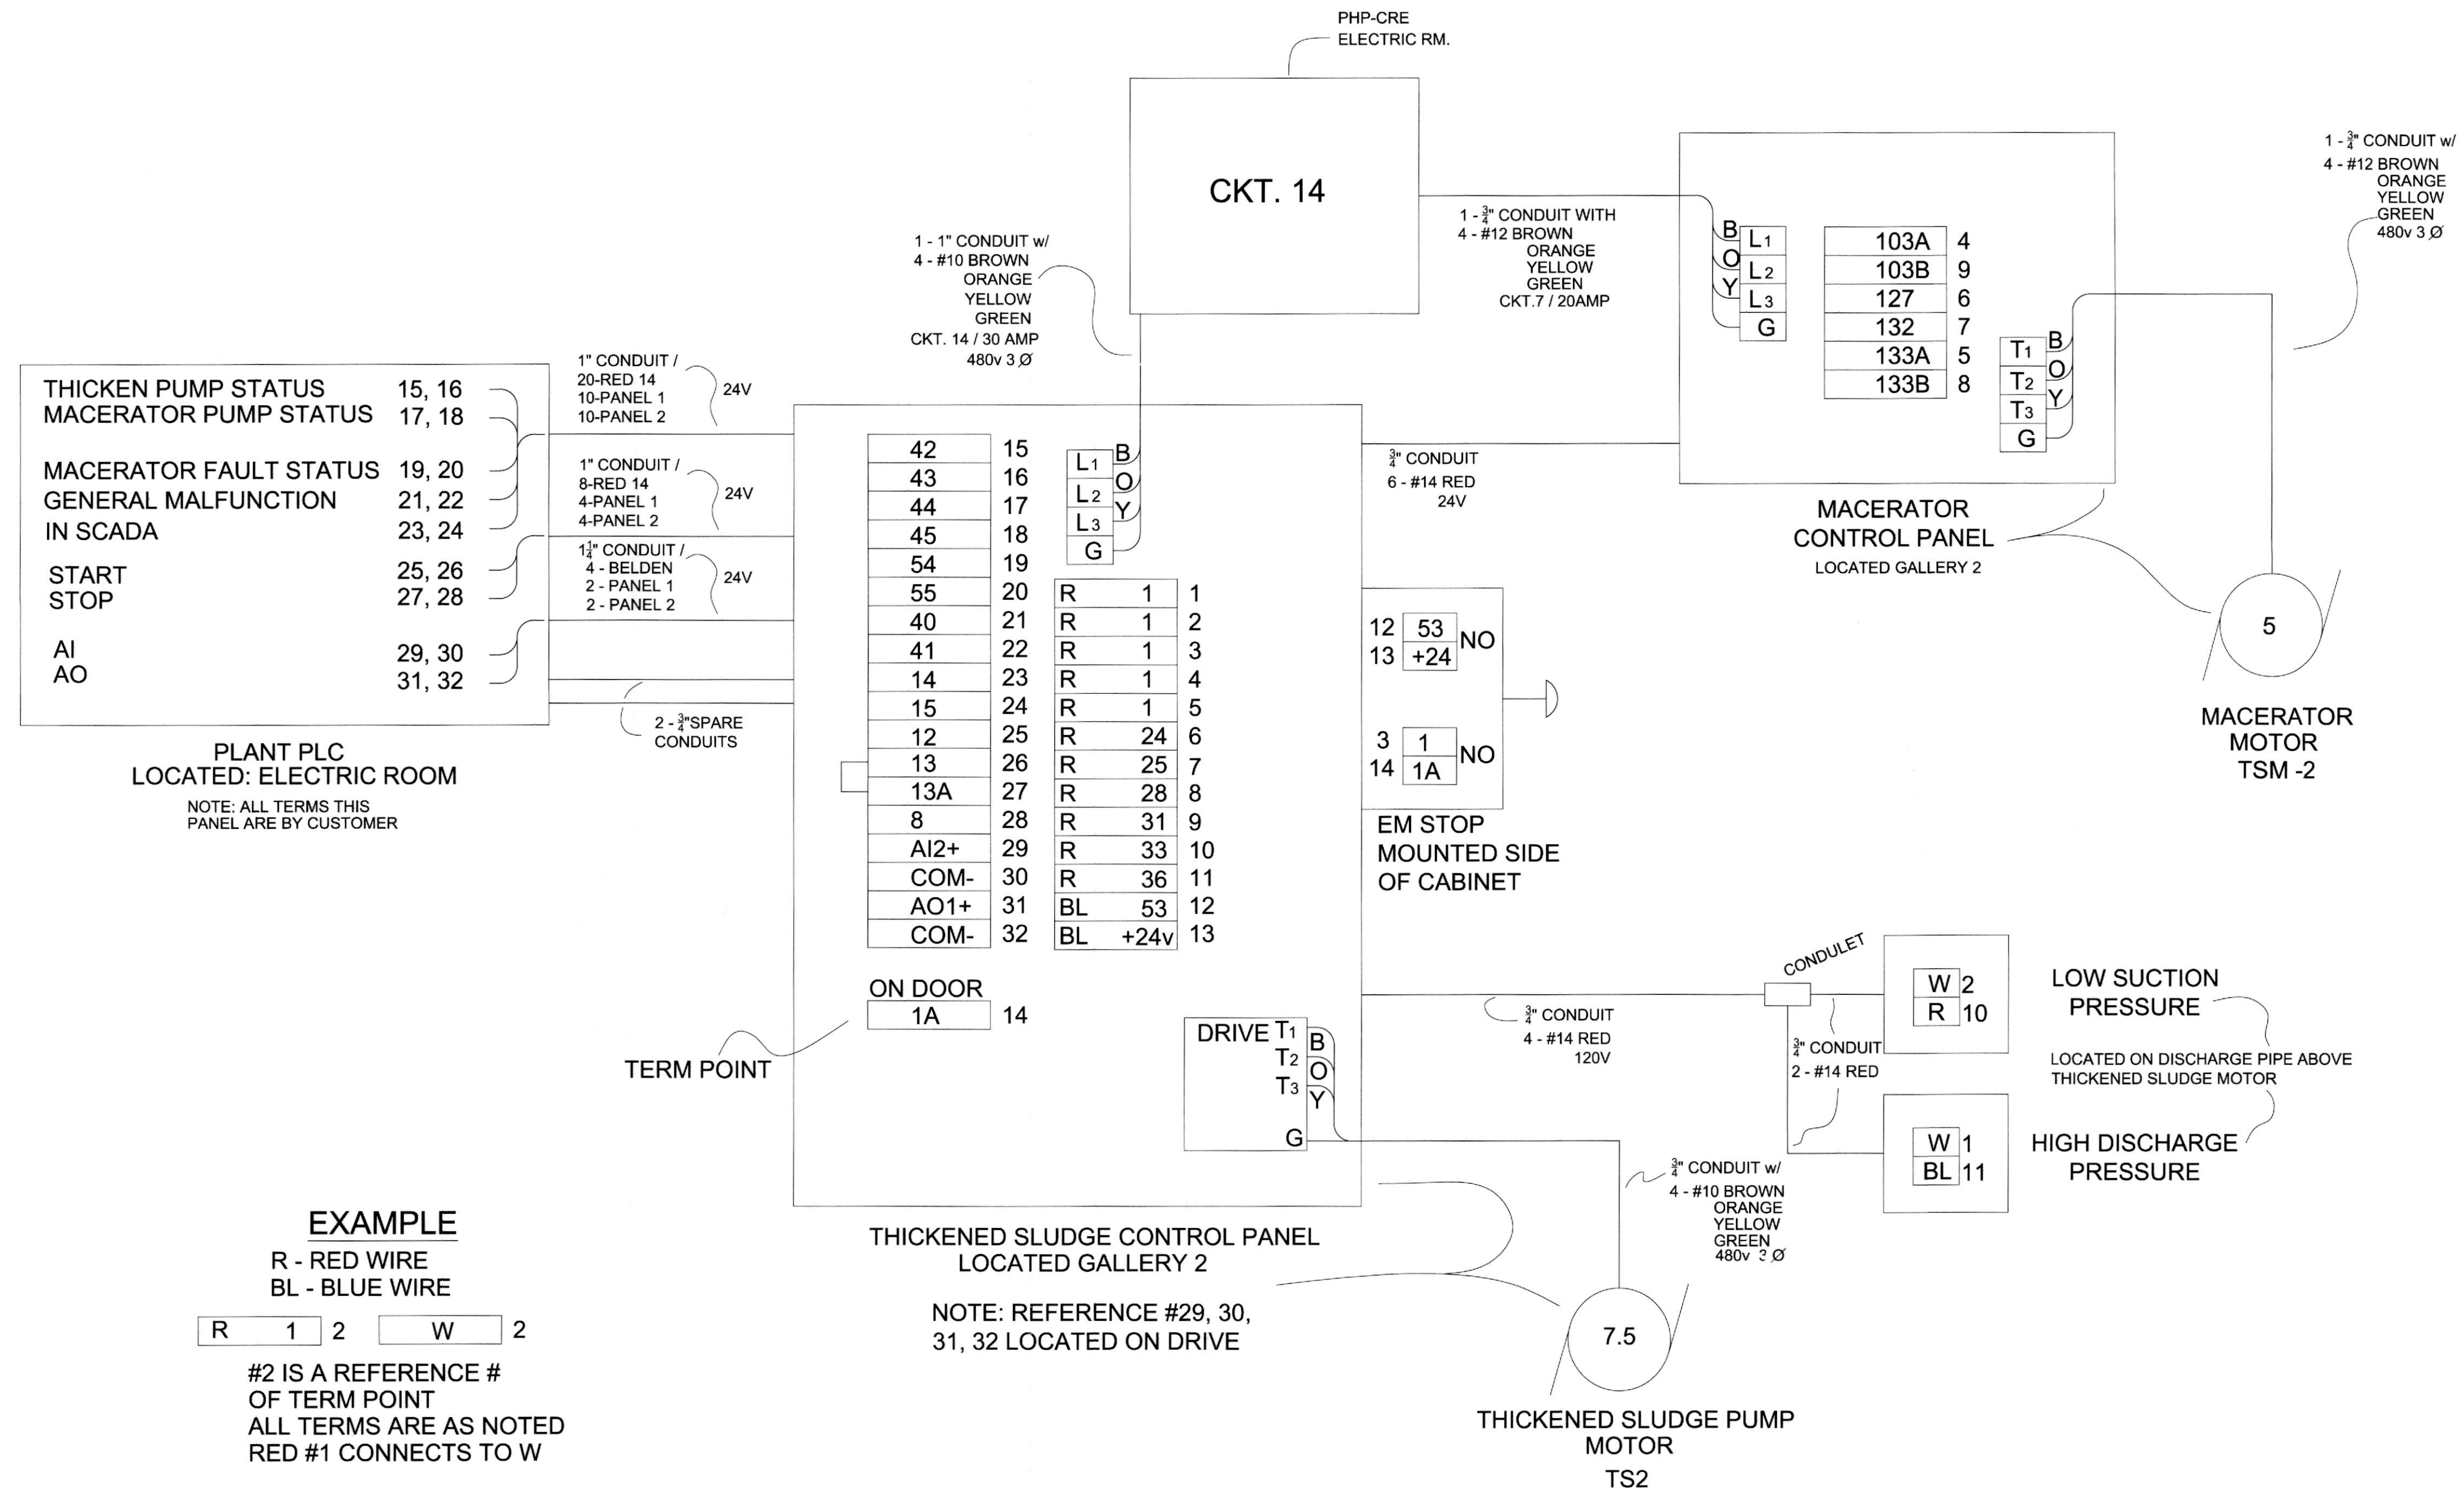 PHP-CRE
ELECTRIC RM.
CKT. 14
1 - 1" CONDUIT w/
4 - #10 BROWN
ORANGE
YELLOW
GREEN
CKT. 14 / 30 AMP
480v 3 Ø
1 - 3/4" CONDUIT WITH
4 - #12 BROWN
ORANGE
YELLOW
GREEN
CKT.7 / 20AMP
B L1
O L2
Y L3
G
103A 4
103B 9
127 6
132 7
133A 5
133B 8
T1 B
T2 O
T3 Y
G
1 - 3/4" CONDUIT w/
4 - #12 BROWN
ORANGE
YELLOW
GREEN
480v 3 Ø
MACERATOR
CONTROL PANEL
LOCATED GALLERY 2
5
MACERATOR
MOTOR
TSM -2
THICKEN PUMP STATUS 15, 16
MACERATOR PUMP STATUS 17, 18
MACERATOR FAULT STATUS 19, 20
GENERAL MALFUNCTION 21, 22
IN SCADA 23, 24
START 25, 26
STOP 27, 28
AI 29, 30
AO 31, 32
PLANT PLC
LOCATED: ELECTRIC ROOM
NOTE: ALL TERMS THIS
PANEL ARE BY CUSTOMER
1" CONDUIT /
20-RED 14
10-PANEL 1
10-PANEL 2
24V
1" CONDUIT /
8-RED 14
4-PANEL 1
4-PANEL 2
24V
1 1/4" CONDUIT /
4 - BELDEN
2 - PANEL 1
2 - PANEL 2
24V
2 - 3/4"SPARE
CONDUITS
42 15
43 16
44 17
45 18
54 19
55 20
40 21
41 22
14 23
15 24
12 25
13 26
13A 27
8 28
AI2+ 29
COM- 30
AO1+ 31
COM- 32
ON DOOR
1A 14
TERM POINT
L1 B
L2 O
L3 Y
G
R 1 1
R 1 2
R 1 3
R 1 4
R 1 5
R 24 6
R 25 7
R 28 8
R 31 9
R 33 10
R 36 11
BL 53 12
BL +24v 13
DRIVE T1 B
T2 O
T3 Y
G
3/4" CONDUIT
6 - #14 RED
24V
12 53 NO
13 +24
3 1 NO
14 1A
EM STOP
MOUNTED SIDE
OF CABINET
3/4" CONDUIT
4 - #14 RED
120V
CONDULET
3/4" CONDUIT
2 - #14 RED
W 2
R 10
LOW SUCTION
PRESSURE
LOCATED ON DISCHARGE PIPE ABOVE
THICKENED SLUDGE MOTOR
W 1
BL 11
HIGH DISCHARGE
PRESSURE
3/4" CONDUIT w/
4 - #10 BROWN
ORANGE
YELLOW
GREEN
480v 3 Ø
7.5
THICKENED SLUDGE PUMP
MOTOR
TS2
THICKENED SLUDGE CONTROL PANEL
LOCATED GALLERY 2
NOTE: REFERENCE #29, 30,
31, 32 LOCATED ON DRIVE
EXAMPLE
R - RED WIRE
BL - BLUE WIRE
R 1 2 W 2
#2 IS A REFERENCE #
OF TERM POINT
ALL TERMS ARE AS NOTED
RED #1 CONNECTS TO W